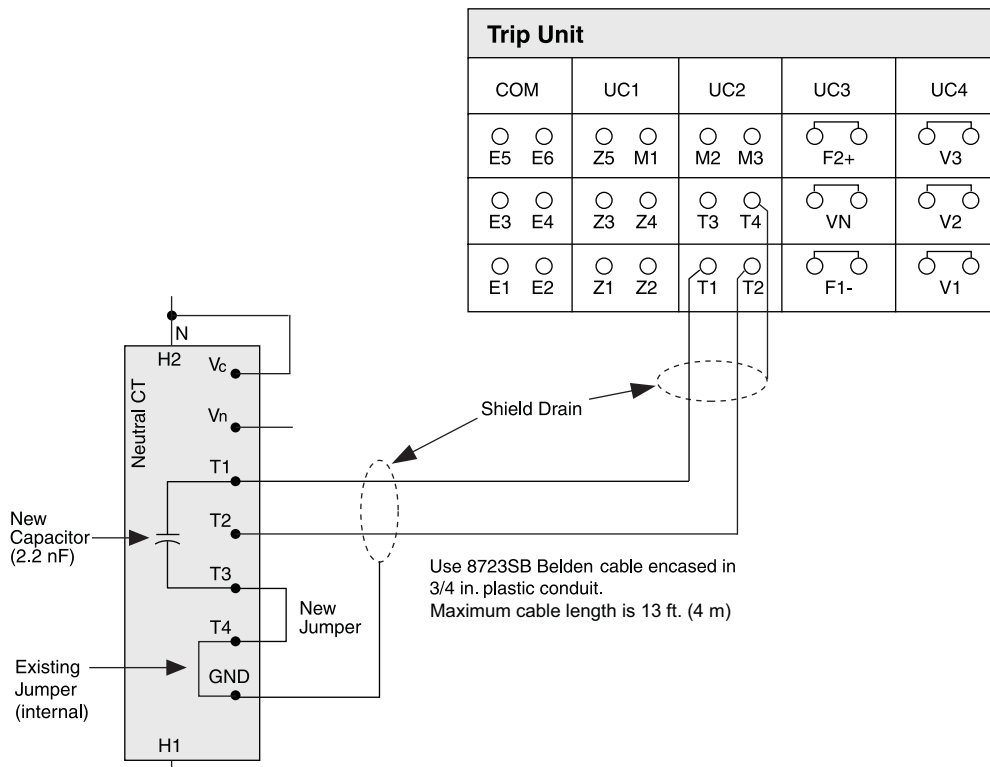 Trip Unit
COM UC1 UC2 UC3 UC4
E5 E6 Z5 M1 M2 M3 F2+ V3
E3 E4 Z3 Z4 T3 T4 VN V2
E1 E2 Z1 Z2 T1 T2 F1- V1
N
H2
Neutral CT
Vc
Vn
T1
T2
T3
T4
GND
H1
New
Capacitor
(2.2 nF)
Existing
Jumper
(internal)
New
Jumper
Shield Drain
Use 8723SB Belden cable encased in
3/4 in. plastic conduit.
Maximum cable length is 13 ft. (4 m)